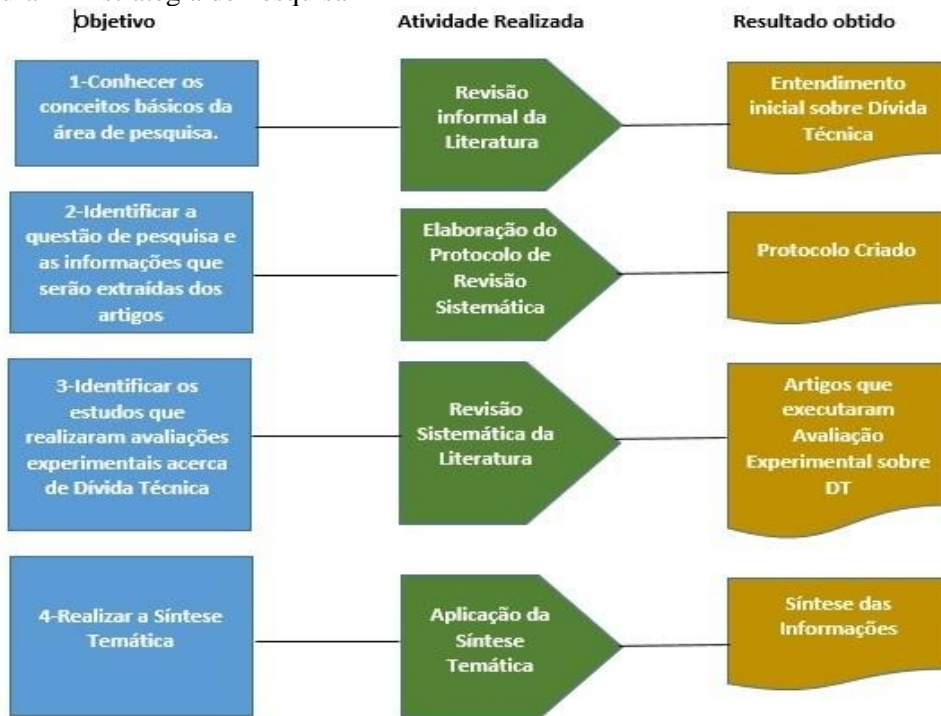 Objetivo
Atividade Realizada
Resultado obtido
1-Conhecer os
conceitos básicos da
área de pesquisa.
Revisão
informal da
Literatura
Entendimento
inicial sobre Dívida
Técnica
2-Identificar a
questão de pesquisa e
as informações que
serão extraídas dos
artigos
Elaboração do
Protocolo de
Revisão
Sistemática
Protocolo Criado
3-Identificar os
estudos que
realizaram avaliações
experimentais acerca
de Dívida Técnica
Revisão
Sistemática da
Literatura
Artigos que
executaram
Avaliação
Experimental sobre
DT
4-Realizar a Síntese
Temática
Aplicação da
Síntese
Temática
Síntese das
Informações